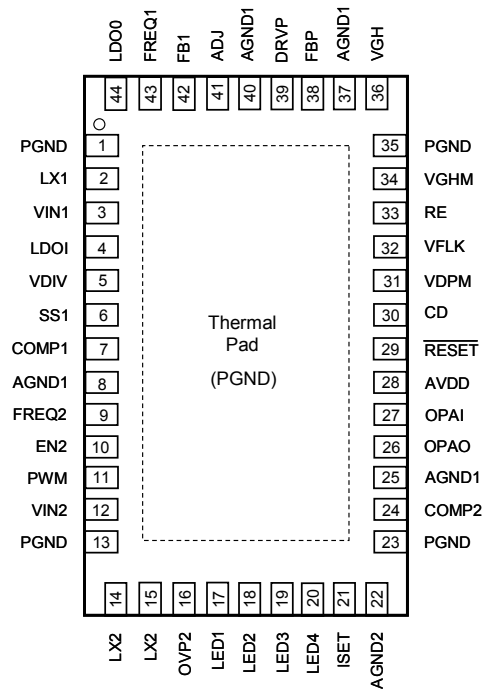 LDO0 FREQ1 FB1 ADJ AGND1 DRVP FBP AGND1 VGH
44 43 42 41 40 39 38 37 36
PGND 1 35 PGND
LX1 2 34 VGHM
VIN1 3 33 RE
LDOI 4 32 VFLK
VDIV 5 31 VDPM
SS1 6 30 CD
COMP1 7 29 RESET
AGND1 8 28 AVDD
FREQ2 9 27 OPAI
EN2 10 26 OPAO
PWM 11 25 AGND1
VIN2 12 24 COMP2
PGND 13 23 PGND
Thermal
Pad
(PGND)
14 15 16 17 18 19 20 21 22
LX2 LX2 OVP2 LED1 LED2 LED3 LED4 ISET AGND2